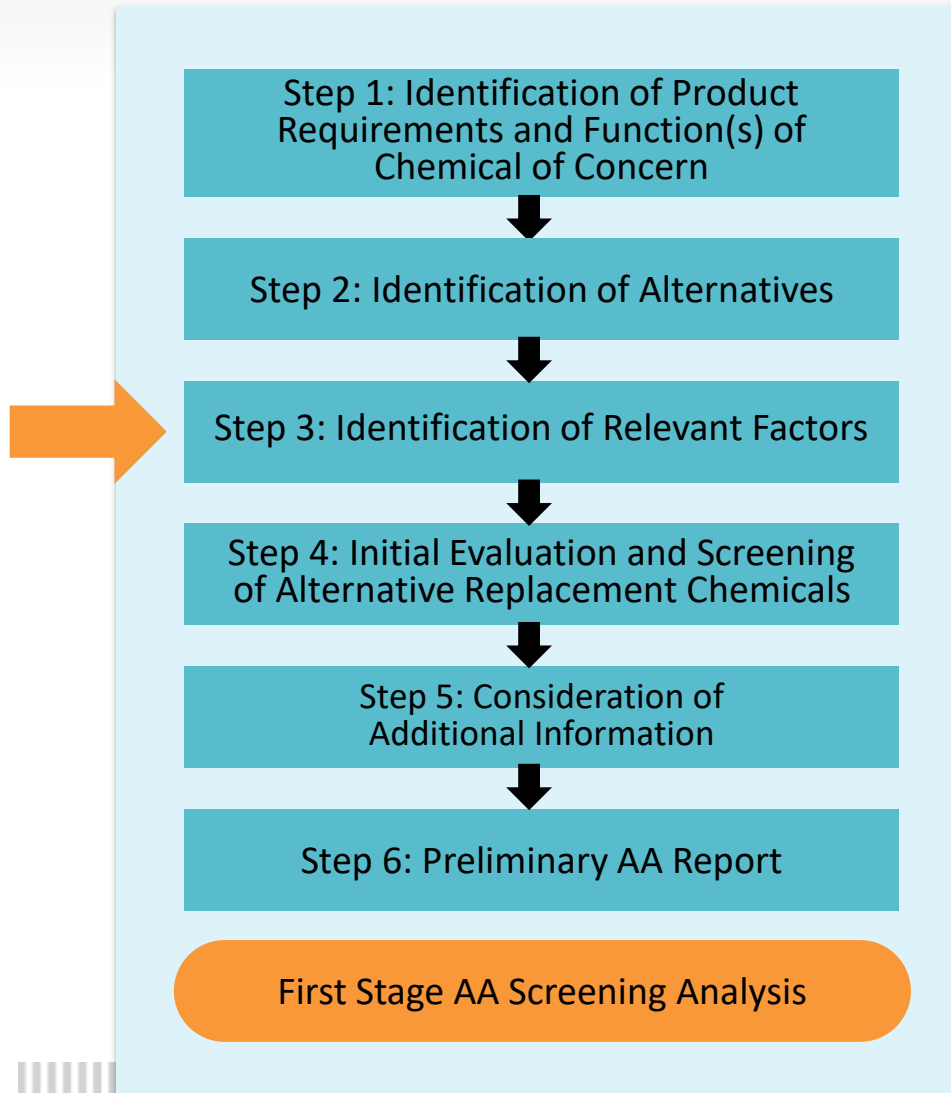 Step 1: Identification of Product
Requirements and Function(s) of
Chemical of Concern
Step 2: Identification of Alternatives
Step 3: Identification of Relevant Factors
Step 4: Initial Evaluation and Screening
of Alternative Replacement Chemicals
Step 5: Consideration of
Additional Information
Step 6: Preliminary AA Report
First Stage AA Screening Analysis